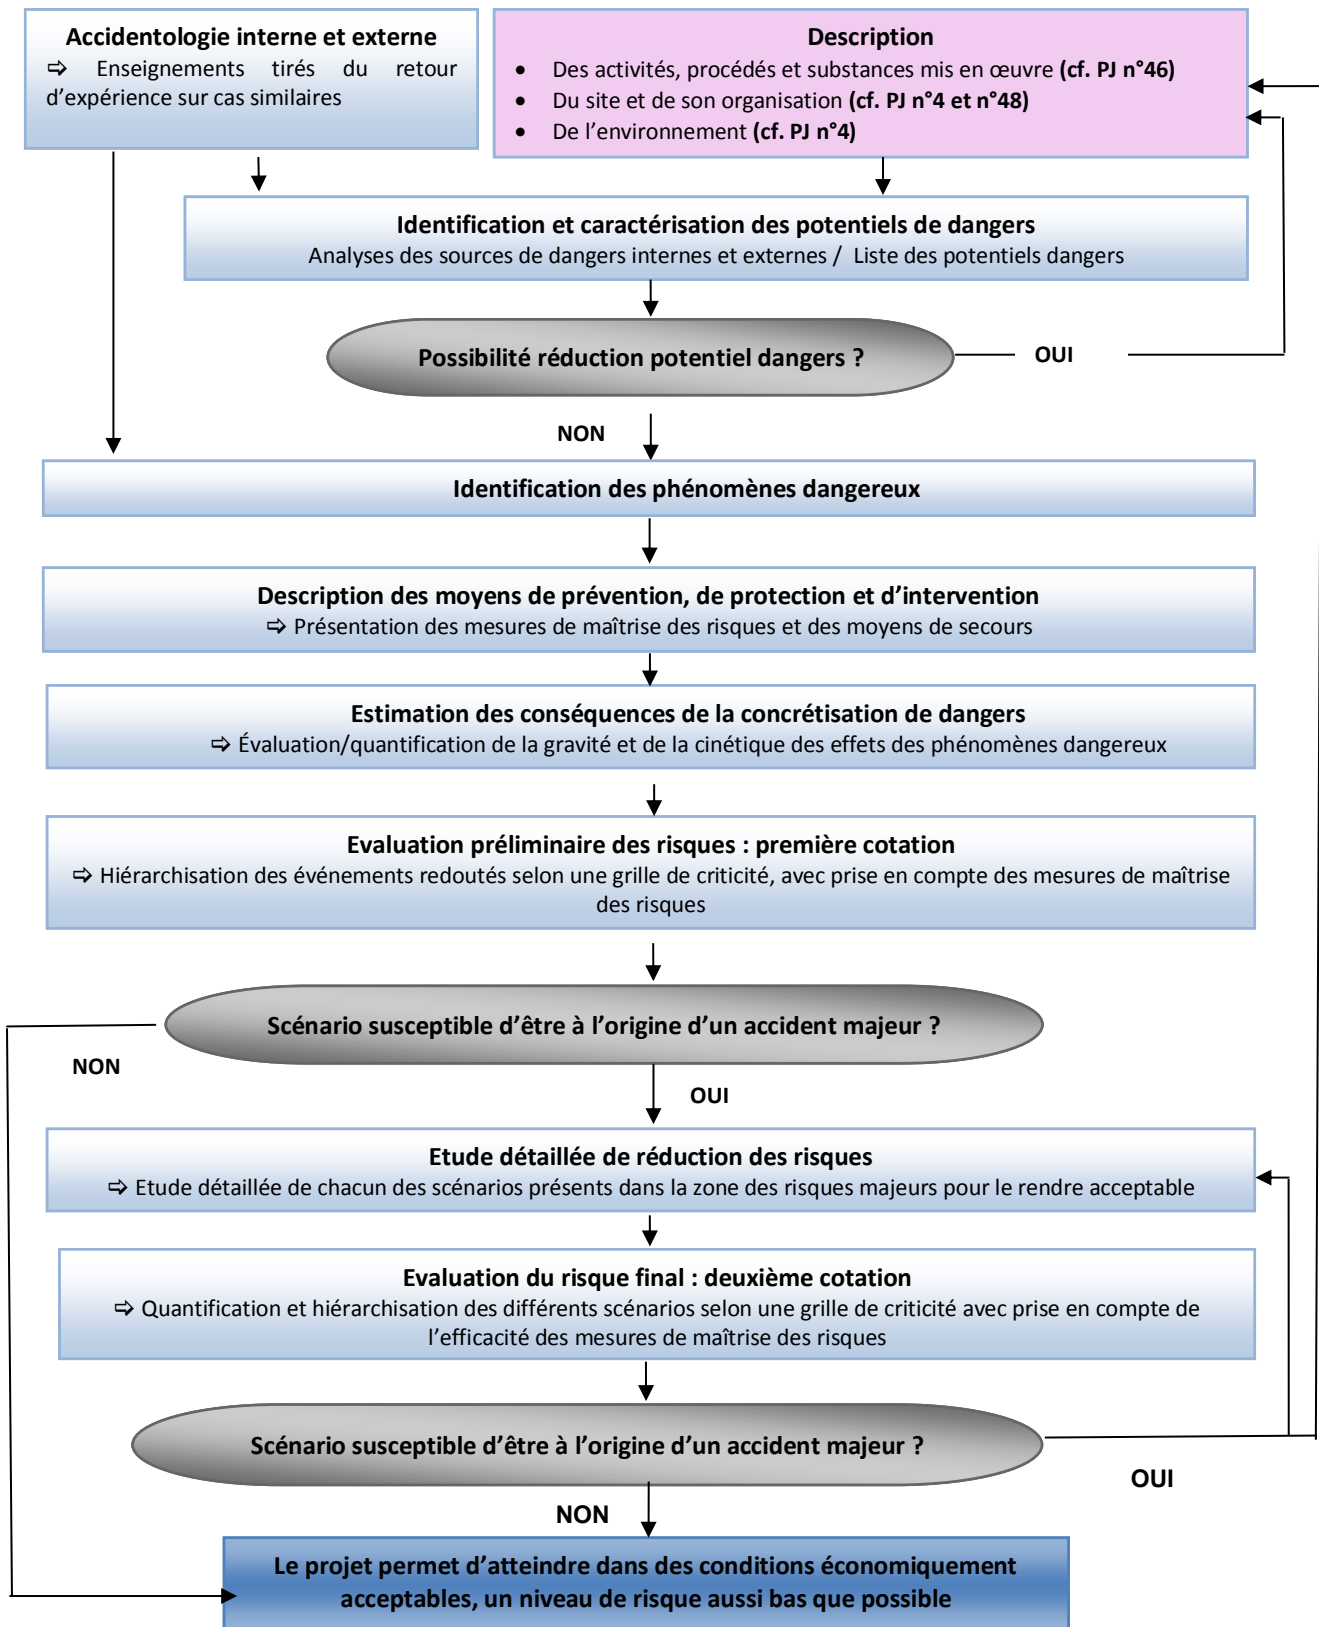 Accidentologie interne et externe
⇨ Enseignements tirés du retour
d’expérience sur cas similaires
Description
• Des activités, procédés et substances mis en œuvre (cf. PJ n°46)
• Du site et de son organisation (cf. PJ n°4 et n°48)
• De l’environnement (cf. PJ n°4)
Identification et caractérisation des potentiels de dangers
Analyses des sources de dangers internes et externes / Liste des potentiels dangers
Possibilité réduction potentiel dangers ?
OUI
NON
Identification des phénomènes dangereux
Description des moyens de prévention, de protection et d’intervention
⇨ Présentation des mesures de maîtrise des risques et des moyens de secours
Estimation des conséquences de la concrétisation de dangers
⇨ Évaluation/quantification de la gravité et de la cinétique des effets des phénomènes dangereux
Evaluation préliminaire des risques : première cotation
⇨ Hiérarchisation des événements redoutés selon une grille de criticité, avec prise en compte des mesures de maîtrise
des risques
Scénario susceptible d’être à l’origine d’un accident majeur ?
NON
OUI
Etude détaillée de réduction des risques
⇨ Etude détaillée de chacun des scénarios présents dans la zone des risques majeurs pour le rendre acceptable
Evaluation du risque final : deuxième cotation
⇨ Quantification et hiérarchisation des différents scénarios selon une grille de criticité avec prise en compte de
l’efficacité des mesures de maîtrise des risques
Scénario susceptible d’être à l’origine d’un accident majeur ?
OUI
NON
Le projet permet d’atteindre dans des conditions économiquement
acceptables, un niveau de risque aussi bas que possible